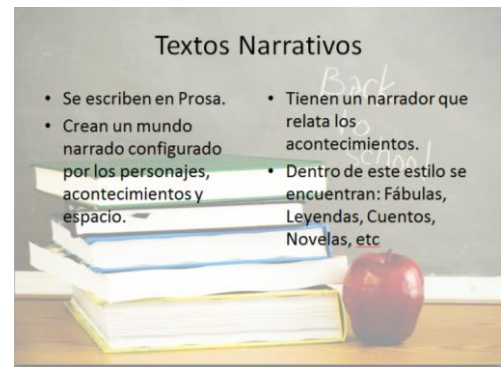 Textos Narrativos
• Se escriben en Prosa.
• Crean un mundo
narrado configurado
por los personajes,
acontecimientos y
espacio.
• Tienen un narrador que
relata los
acontecimientos.
• Dentro de este estilo se
encuentran: Fábulas,
Leyendas, Cuentos,
Novelas, etc
Back
to
School